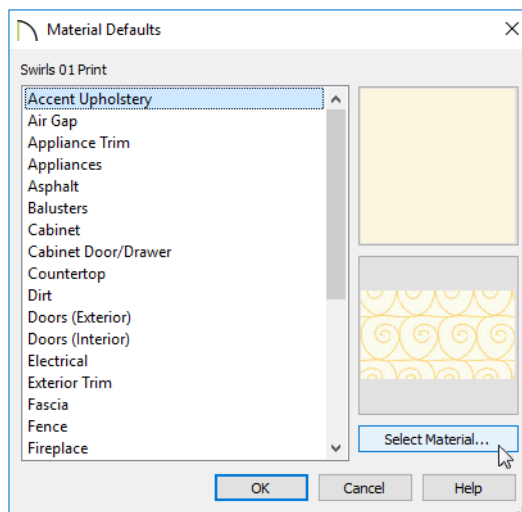 Material Defaults
Swirls 01 Print
Accent Upholstery
Air Gap
Appliance Trim
Appliances
Asphalt
Balusters
Cabinet
Cabinet Door/Drawer
Countertop
Dirt
Doors (Exterior)
Doors (Interior)
Electrical
Exterior Trim
Fascia
Fence
Fireplace
Select Material...
OK
Cancel
Help